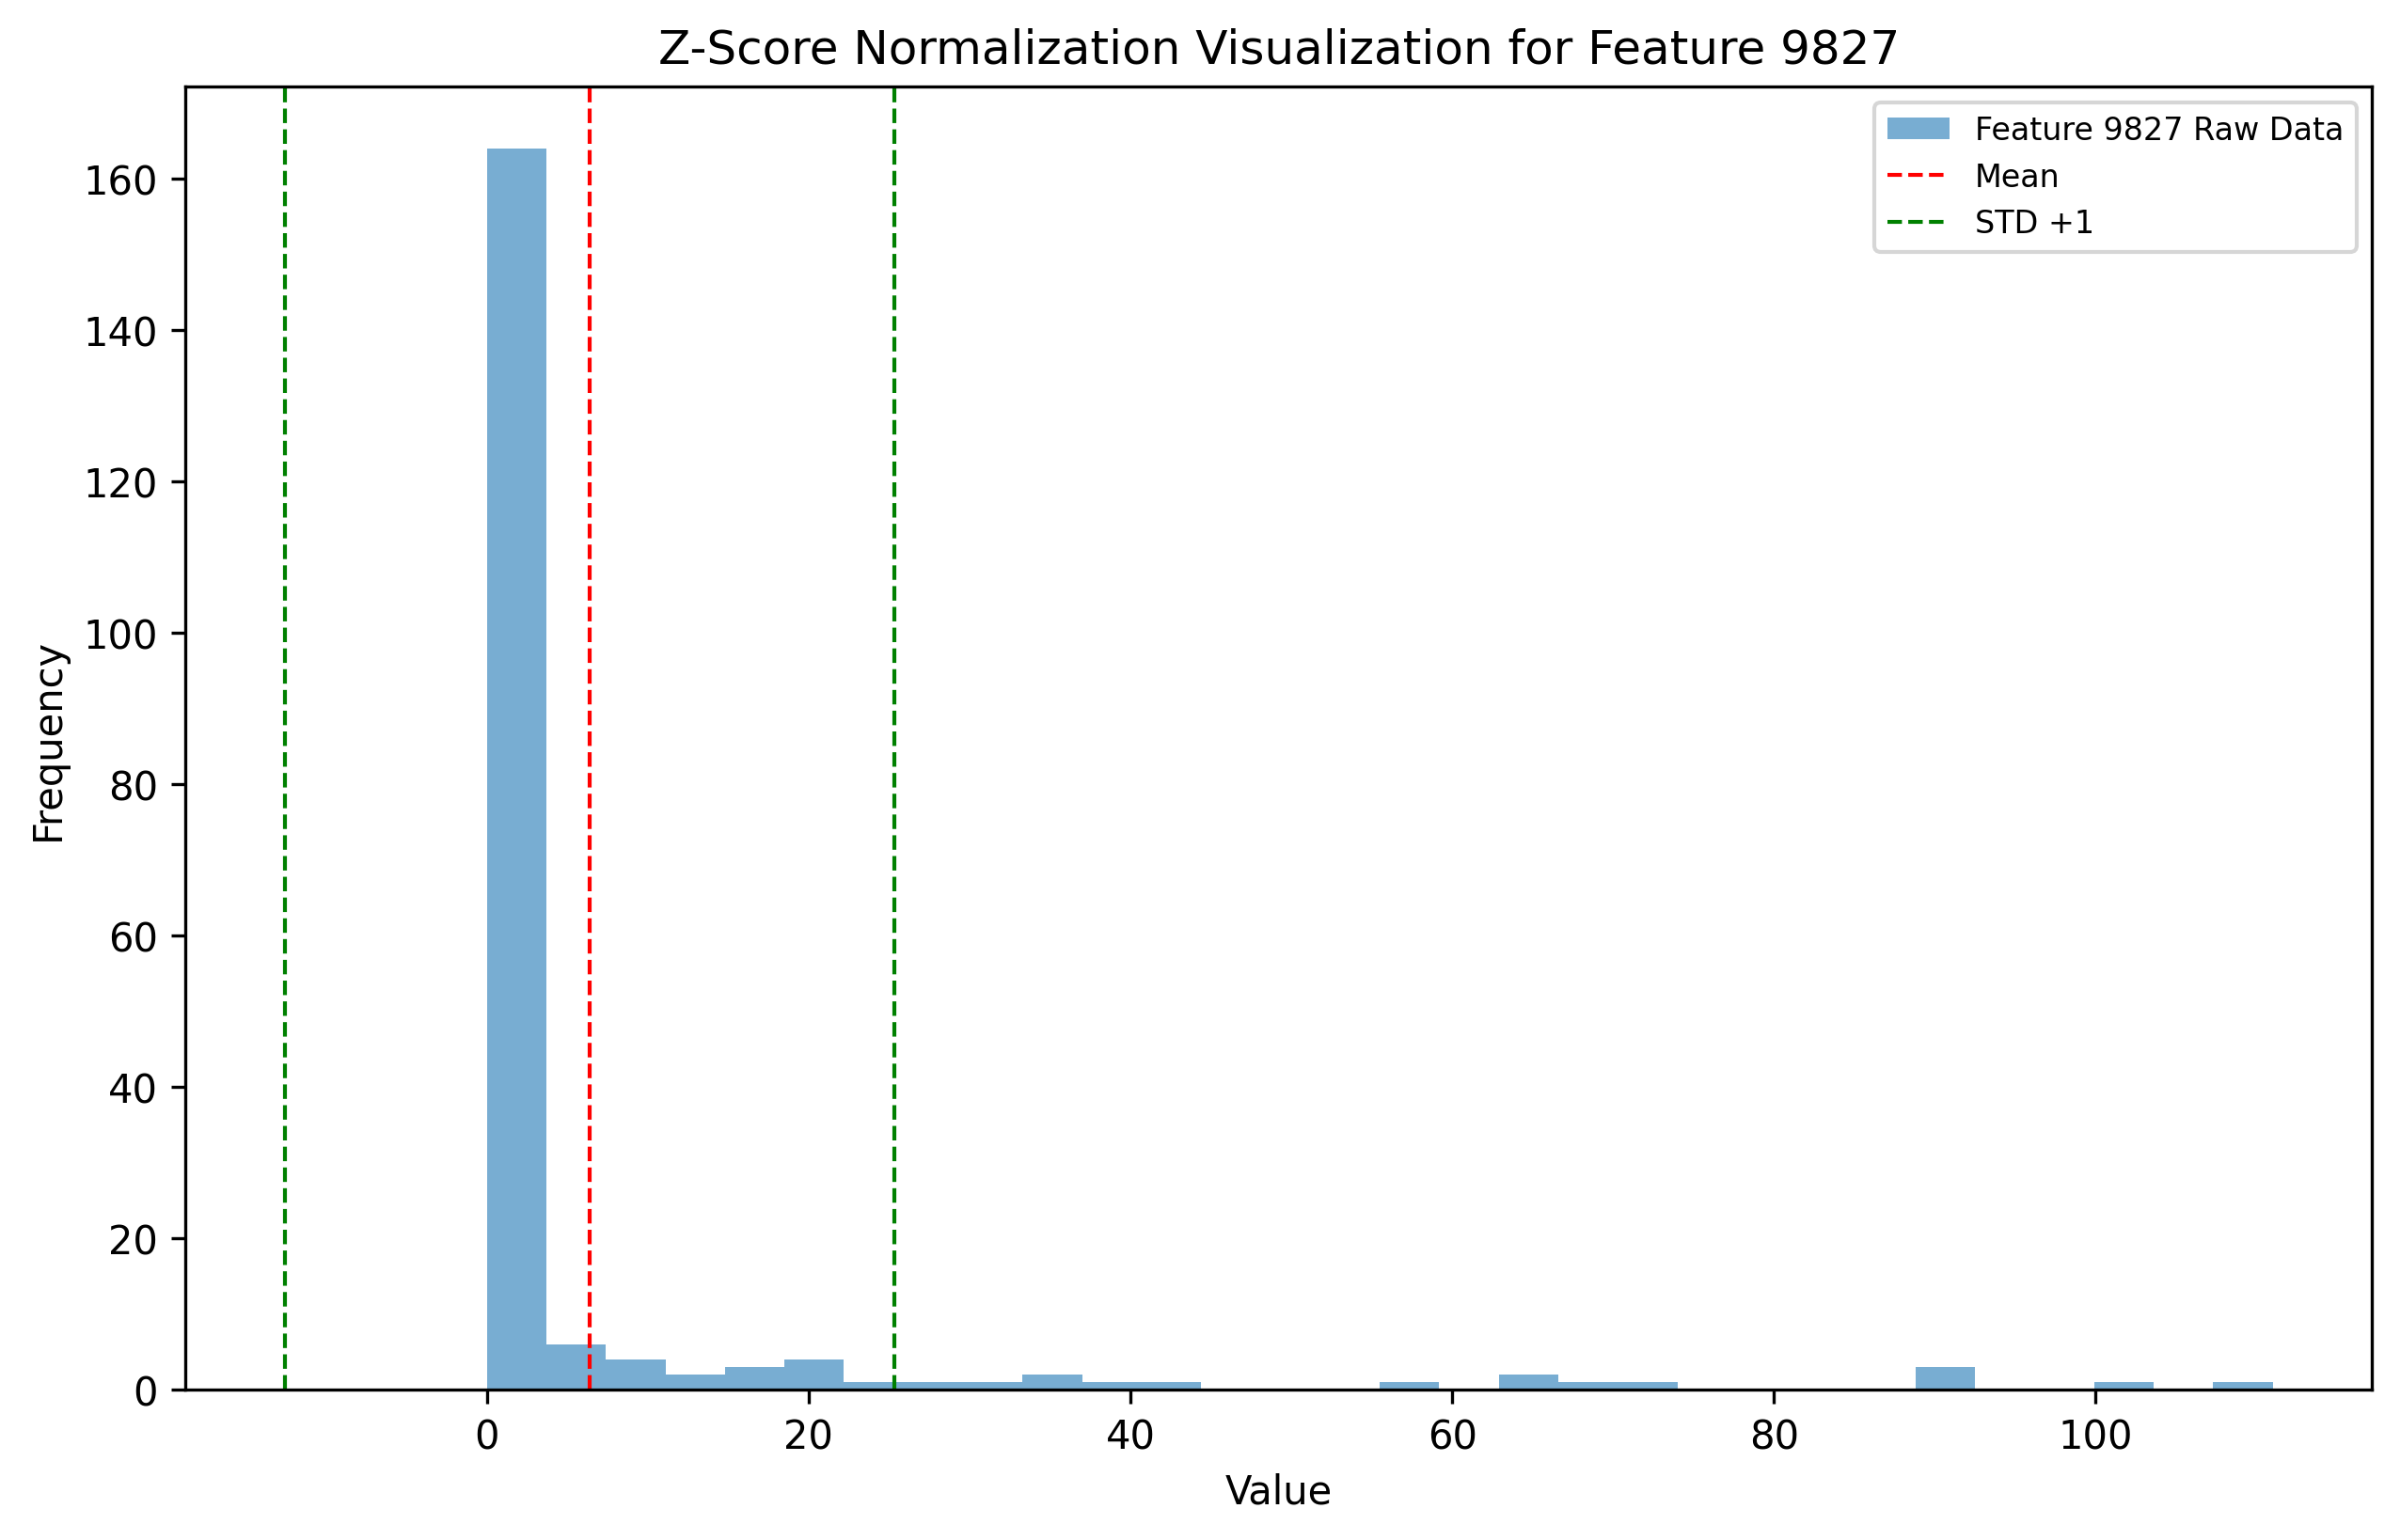 Z-Score Normalization Visualization for Feature 9827
Feature 9827 Raw Data
Mean
STD +1
160
140
120
100
80
60
40
20
0
Frequency
0 20 40 60 80 100
Value